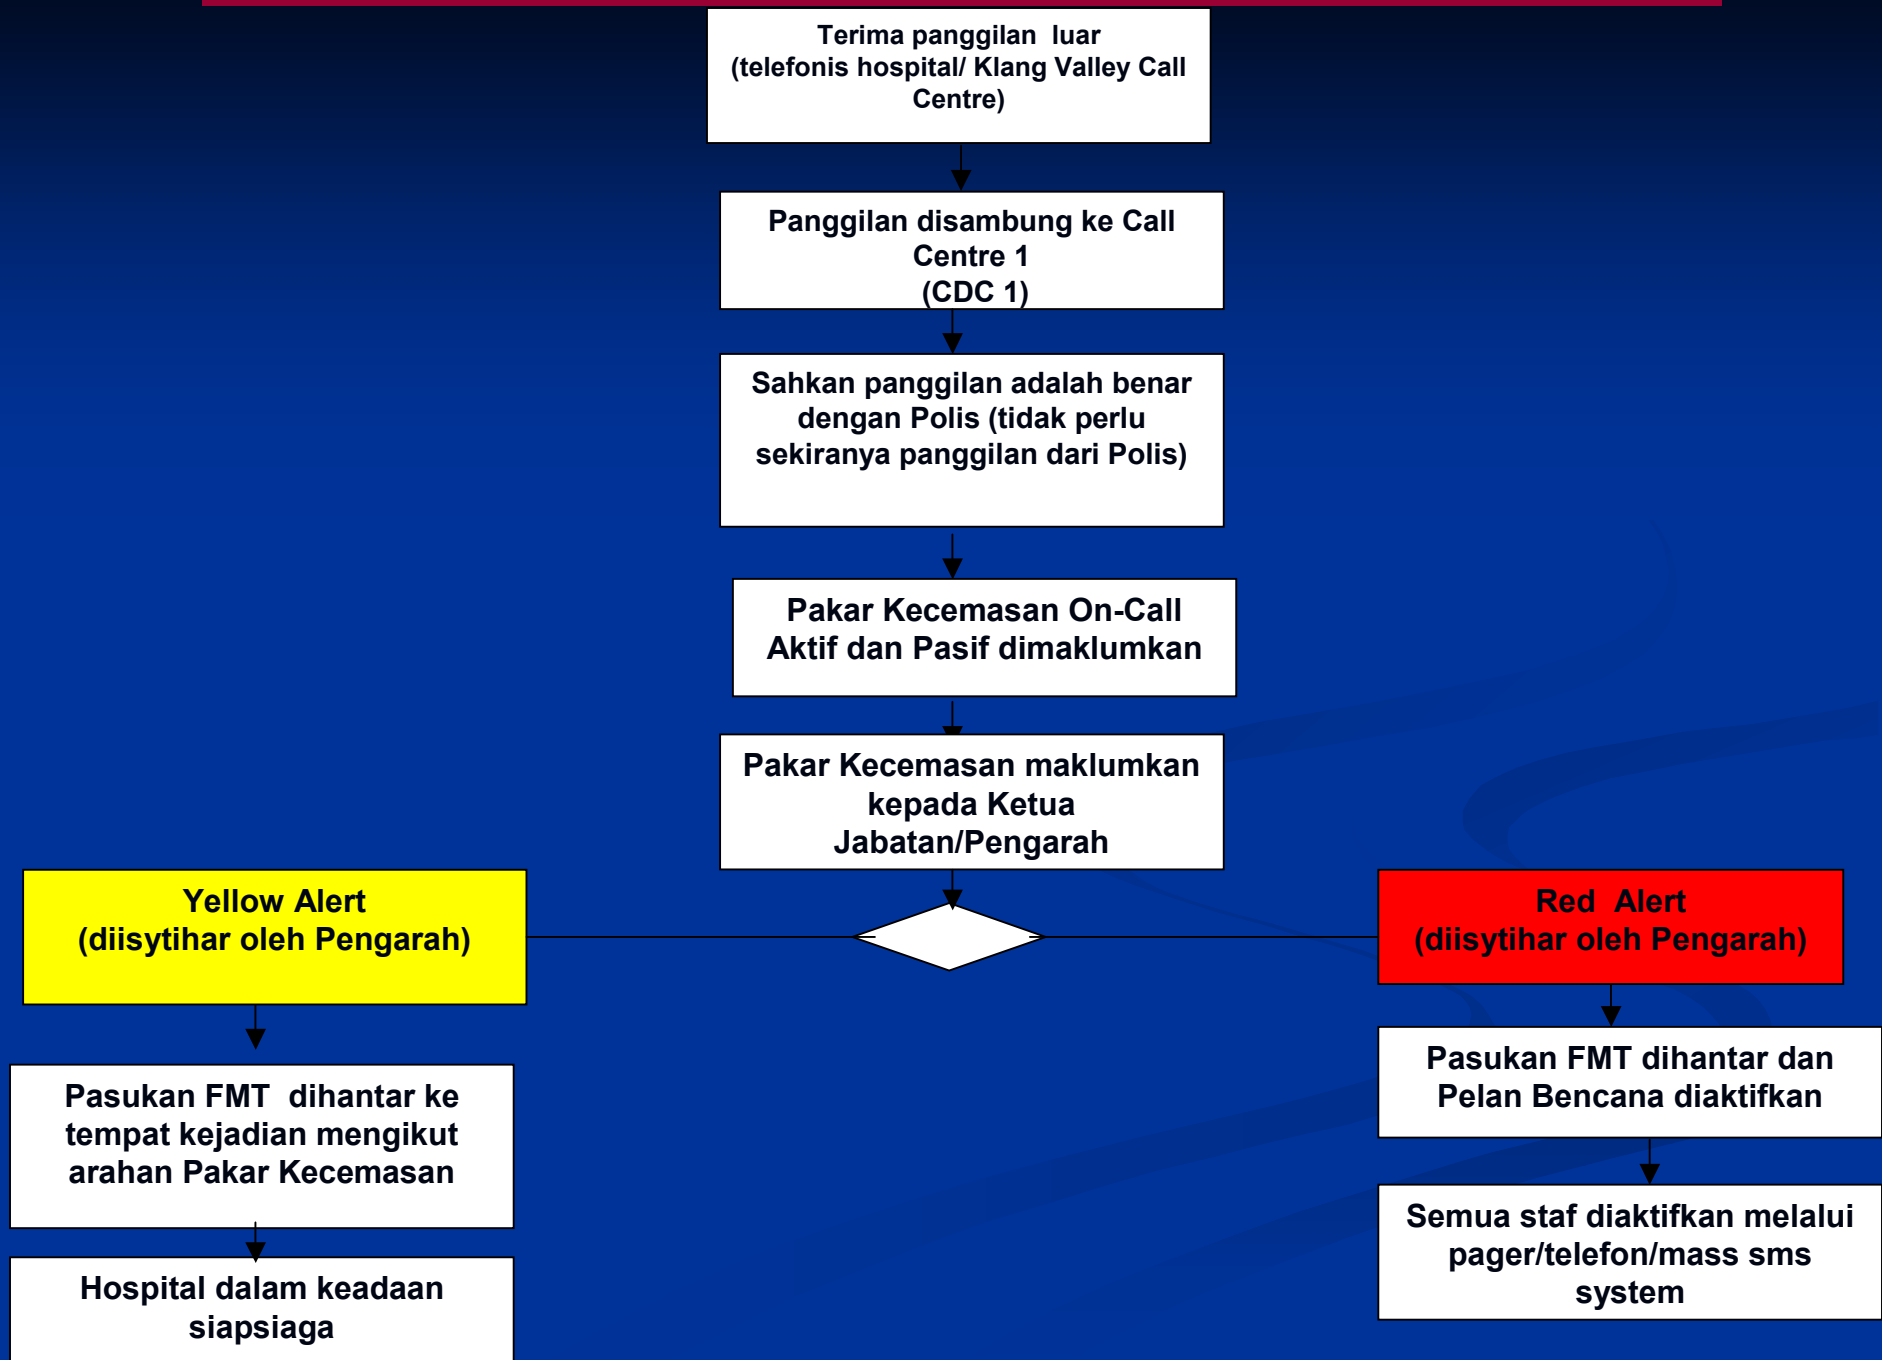 Terima panggilan luar
(telefonis hospital/ Klang Valley Call
Centre)
Panggilan disambung ke Call
Centre 1
(CDC 1)
Sahkan panggilan adalah benar
dengan Polis (tidak perlu
sekiranya panggilan dari Polis)
Pakar Kecemasan On-Call
Aktif dan Pasif dimaklumkan
Pakar Kecemasan maklumkan
kepada Ketua
Jabatan/Pengarah
Yellow Alert
(diisytihar oleh Pengarah)
Pasukan FMT dihantar ke
tempat kejadian mengikut
arahan Pakar Kecemasan
Hospital dalam keadaan
siapsiaga
Red Alert
(diisytihar oleh Pengarah)
Pasukan FMT dihantar dan
Pelan Bencana diaktifkan
Semua staf diaktifkan melalui
pager/telefon/mass sms
system